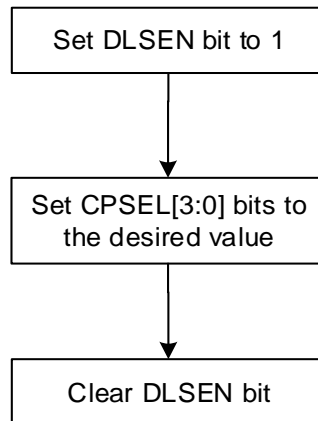 Set DLSEN bit to 1
Set CPSEL[3:0] bits to
the desired value
Clear DLSEN bit